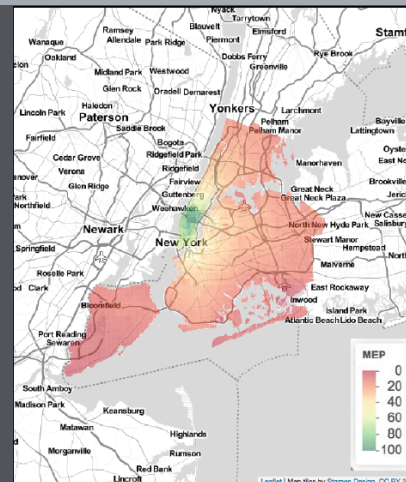 Nyack
Tarrytown
Ramsey
Blauvelt
Elmsford
Stamf
Wanaque
Allendale
Park Ridge
Piermont
Oakland
Dobbs Ferry
Rye Brook
Midland Park
Westwood
Greenville
Glen Rock
Oradell
Demarest
Haledon
Yonkers
Larchmont
Lincoln Park
Paterson
Pelham
Bayville
Fairfield
Saddle Brook
Pelham Manor
Lattingtown
Bogota
Oyste
Cedar Grove
Ridgefield Park
Manorhaven
East No
Verona
Ridgefield
anover
Glen Ridge
Fairview
Great Neck
Brookville
Park
Guttenberg
Great Neck Plaza
Jeric
Northfield
Weehawken
New Casse
Newark
North New Hyde Park
Salisbur
Springfield
New York
Stewart Manor
Hempstead
Roselle Park
Malverne
Clark
East Rockaway
Bloomfield
Inwood
Island Park
Port Reading
Atlantic Beach
Lido Beach
Sewaren
MEP
0
20
40
60
80
100
South Amboy
Madison Park
Keansburg
Matawan
Highlands
Morganville
Rumson
Red Bank
Lincroft
Leaflet | Map tiles by Stamen Design, CC BY